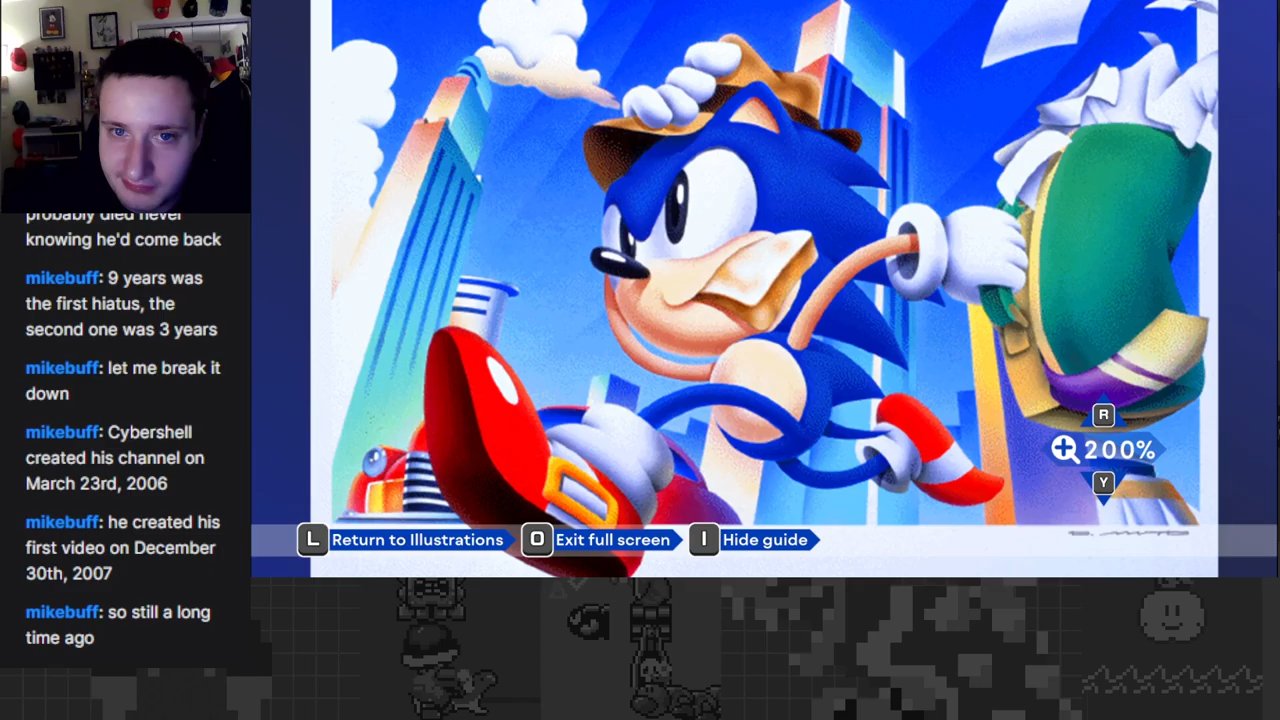 probably died never
knowing he'd come back
mikebuff: 9 years was
the first hiatus, the
second one was 3 years
mikebuff: let me break it
down
mikebuff: Cybershell
created his channel on
March 23rd, 2006
mikebuff: he created his
first video on December
30th, 2007
mikebuff: so still a long
time ago
R
200%
Y
L Return to Illustrations
O Exit full screen
I Hide guide